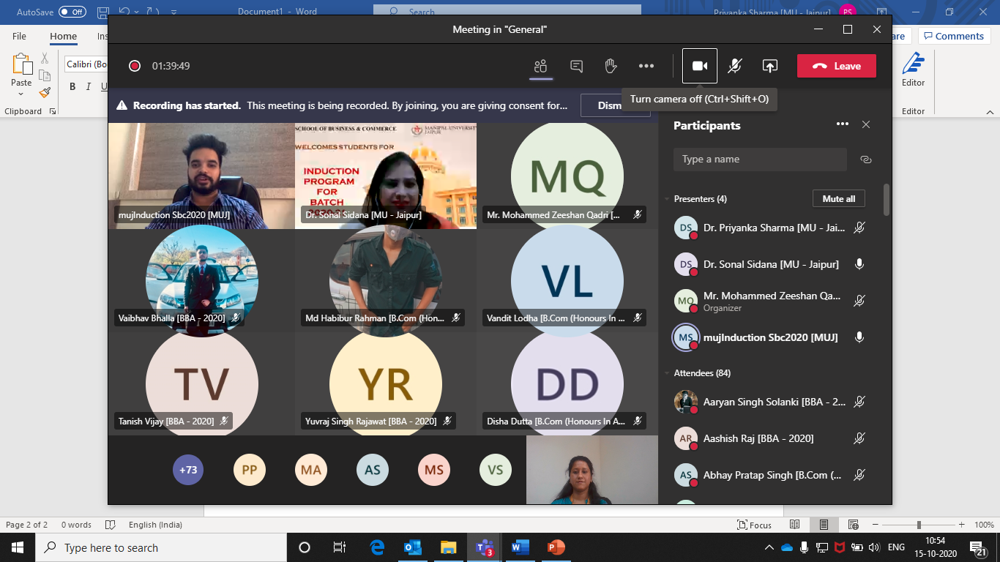 AutoSave Off Document1 - Word Search Priyanka Sharma [MU - Jaipur] PS
File Home Ins are Comments
Meeting in "General"
Calibri (Bo
Paste
B I U
Clipboard
Editor
Editor
01:39:49
Leave
Turn camera off (Ctrl+Shift+O)
Recording has started. This meeting is being recorded. By joining, you are giving consent for... Dism
SCHOOL OF BUSINESS & COMMERCE MANIPAL UNIVERSITY
JAIPUR
WELCOMES STUDENTS FOR
INDUCTION
PROGRAM
FOR
BATCH
mujInduction Sbc2020 [MUJ]
Dr. Sonal Sidana [MU - Jaipur]
MQ
Mr. Mohammed Zeeshan Qadri [...
Vaibhav Bhalla [BBA - 2020]
Md Habibur Rahman [B.Com (Hon...
VL
Vandit Lodha [B.Com (Honours In ...
TV
Tanish Vijay [BBA - 2020]
YR
Yuvraj Singh Rajawat [BBA - 2020]
DD
Disha Dutta [B.Com (Honours In A...
+73 PP MA AS MS VS
Participants
Type a name
Presenters (4) Mute all
DS Dr. Priyanka Sharma [MU - Jai...
DS Dr. Sonal Sidana [MU - Jaipur]
MQ Mr. Mohammed Zeeshan Qa...
Organizer
MS mujInduction Sbc2020 [MUJ]
Attendees (84)
Aaryan Singh Solanki [BBA - 2...
AR Aashish Raj [BBA - 2020]
AS Abhay Pratap Singh [B.Com (...
Page 2 of 2 0 words English (India) Focus 100%
Type here to search
3
ENG
10:54
15-10-2020
21